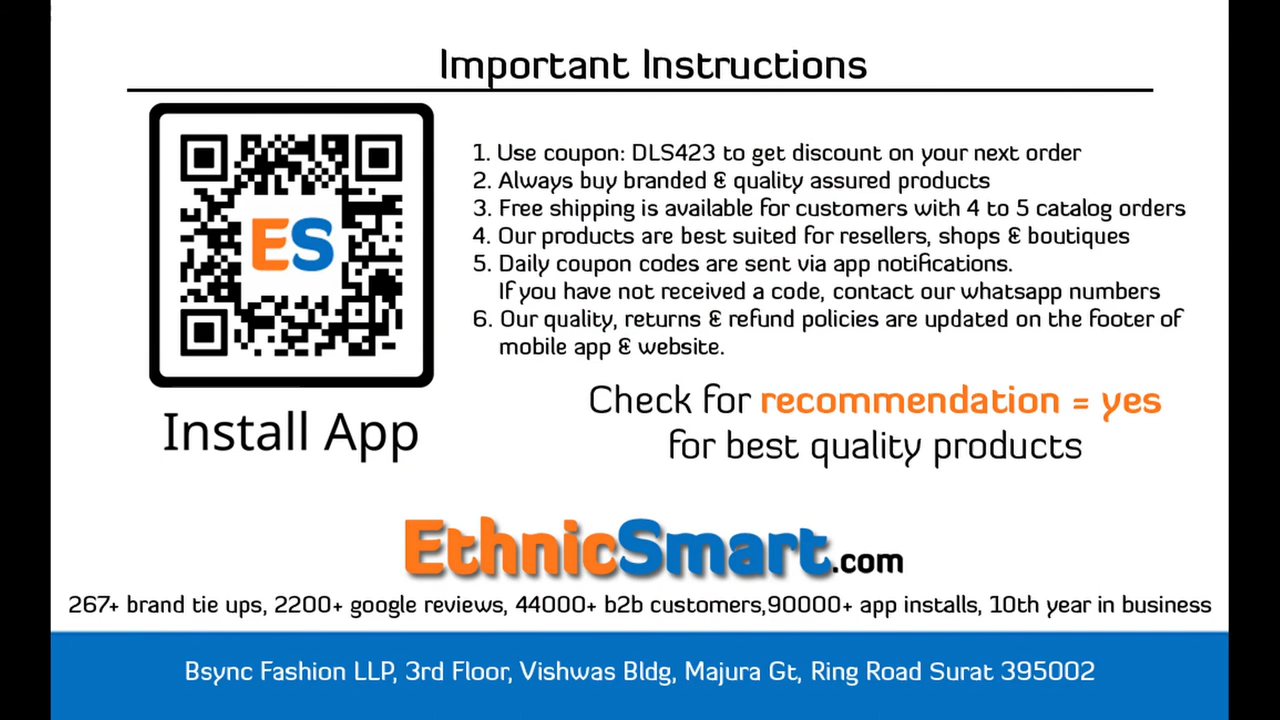 Important Instructions
1. Use coupon: DLS423 to get discount on your next order
2. Always buy branded & quality assured products
3. Free shipping is available for customers with 4 to 5 catalog orders
4. Our products are best suited for resellers, shops & boutiques
5. Daily coupon codes are sent via app notifications.
If you have not received a code, contact our whatsapp numbers
6. Our quality, returns & refund policies are updated on the footer of
mobile app & website.
ES
Install App
Check for recommendation = yes
for best quality products
EthnicSmart.com
267+ brand tie ups, 2200+ google reviews, 44000+ b2b customers,90000+ app installs, 10th year in business
Bsync Fashion LLP, 3rd Floor, Vishwas Bldg, Majura Gt, Ring Road Surat 395002